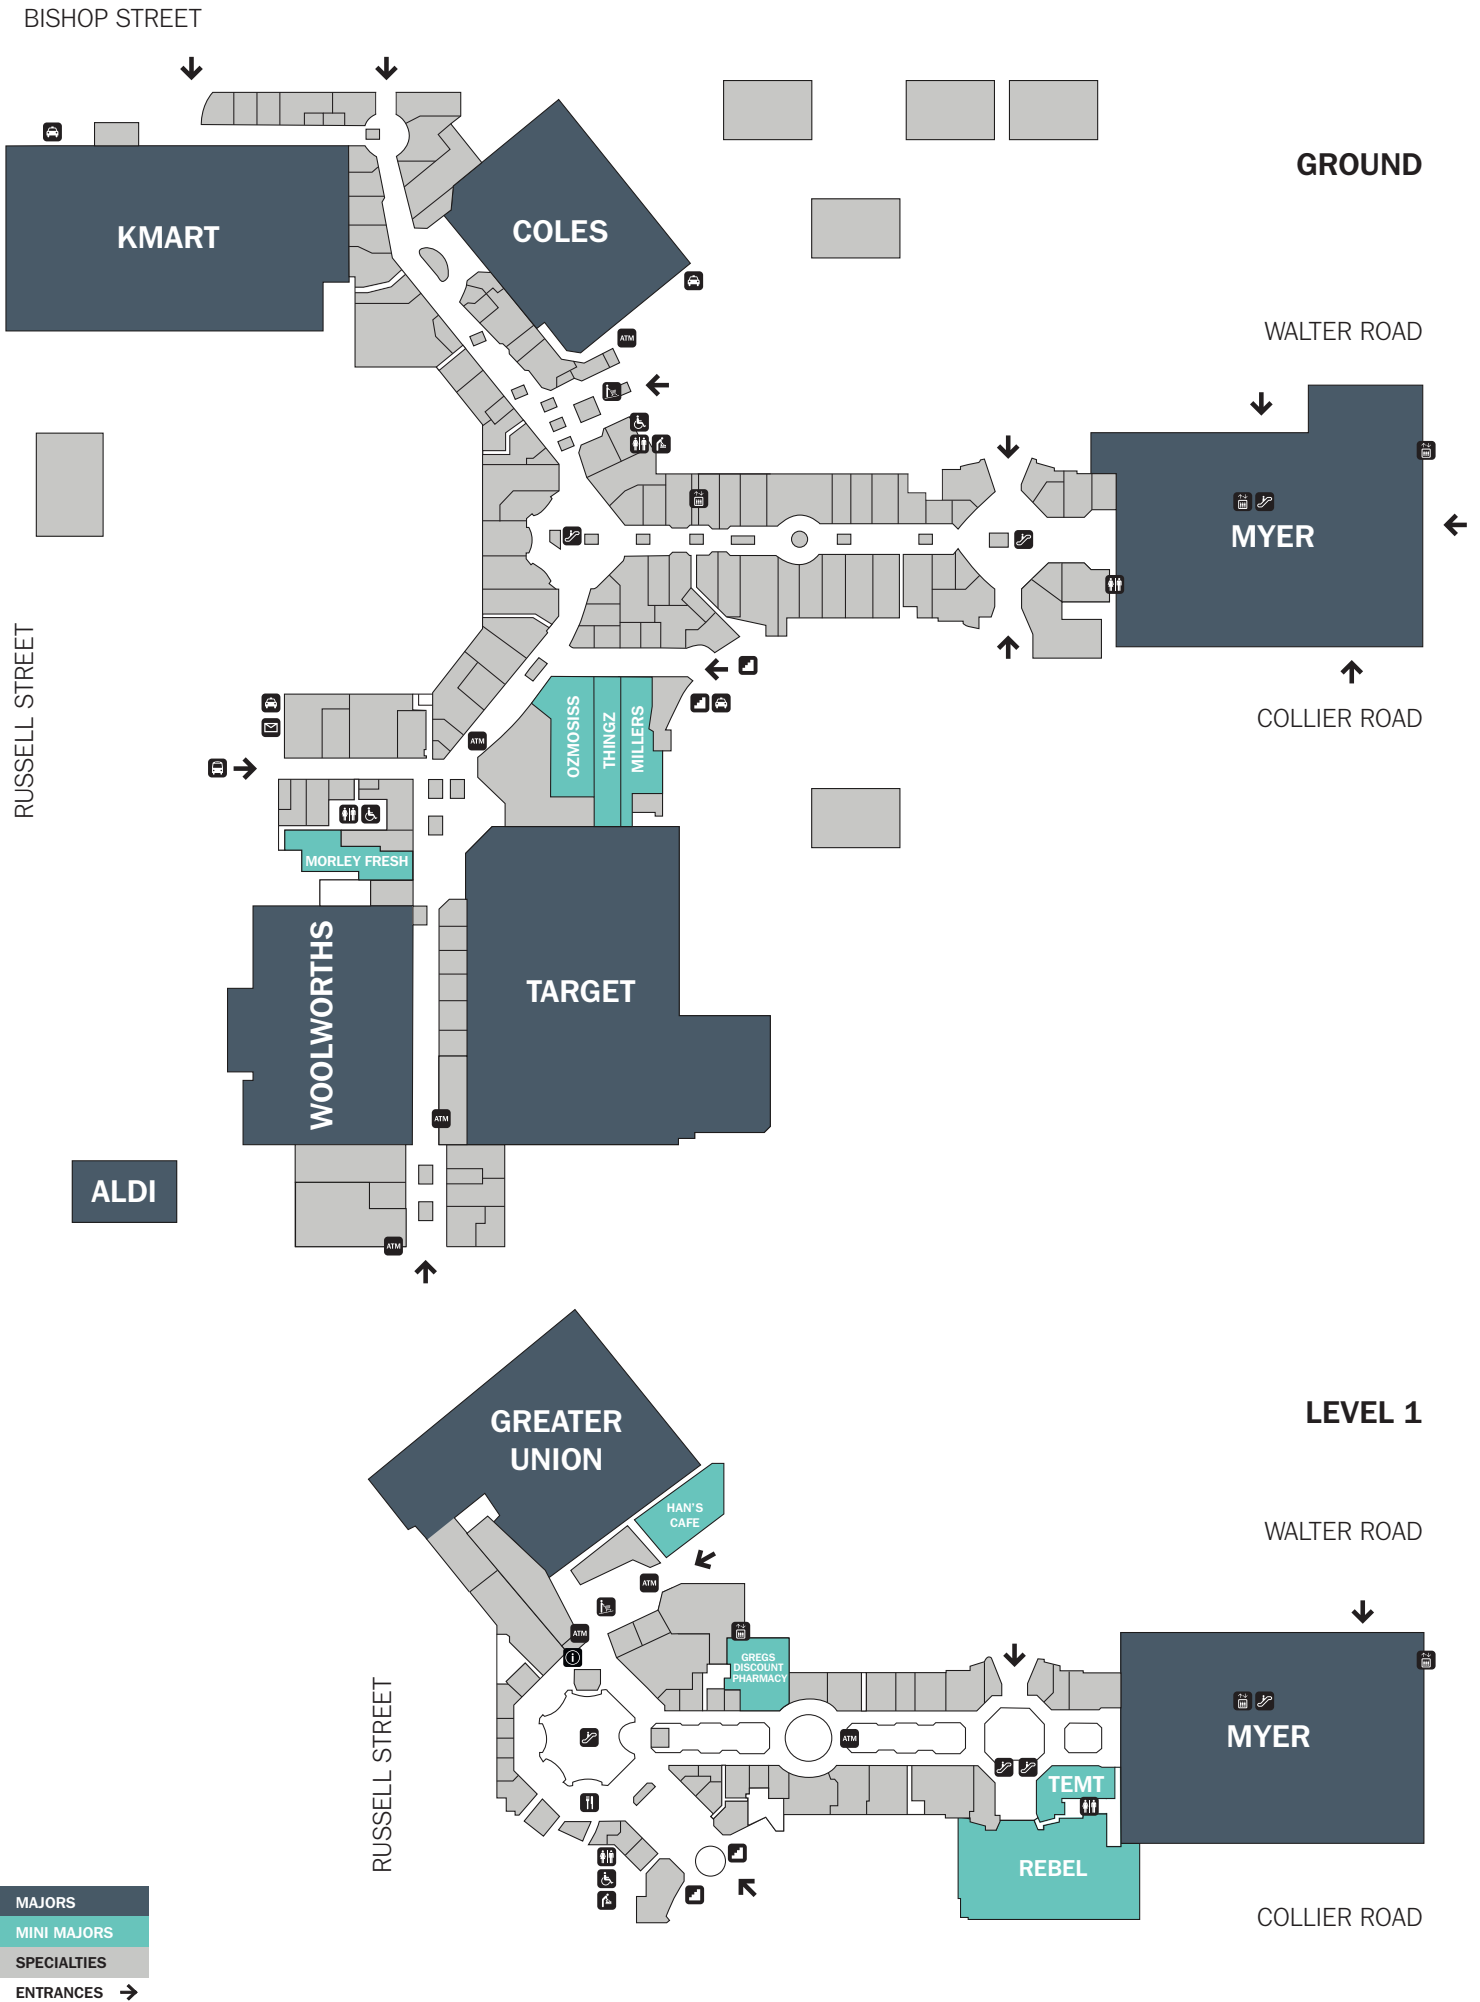 BISHOP STREET
GROUND
KMART
COLES
WALTER ROAD
ATM
MYER
RUSSELL STREET
COLLIER ROAD
OZMOSISS
THINGZ
MILLERS
ATM
MORLEY FRESH
WOOLWORTHS
TARGET
ATM
ALDI
ATM
LEVEL 1
GREATER
UNION
HAN'S
CAFE
WALTER ROAD
ATM
ATM
GREGS
DISCOUNT
PHARMACY
RUSSELL STREET
ATM
MYER
TEMT
REBEL
COLLIER ROAD
MAJORS
MINI MAJORS
SPECIALTIES
ENTRANCES